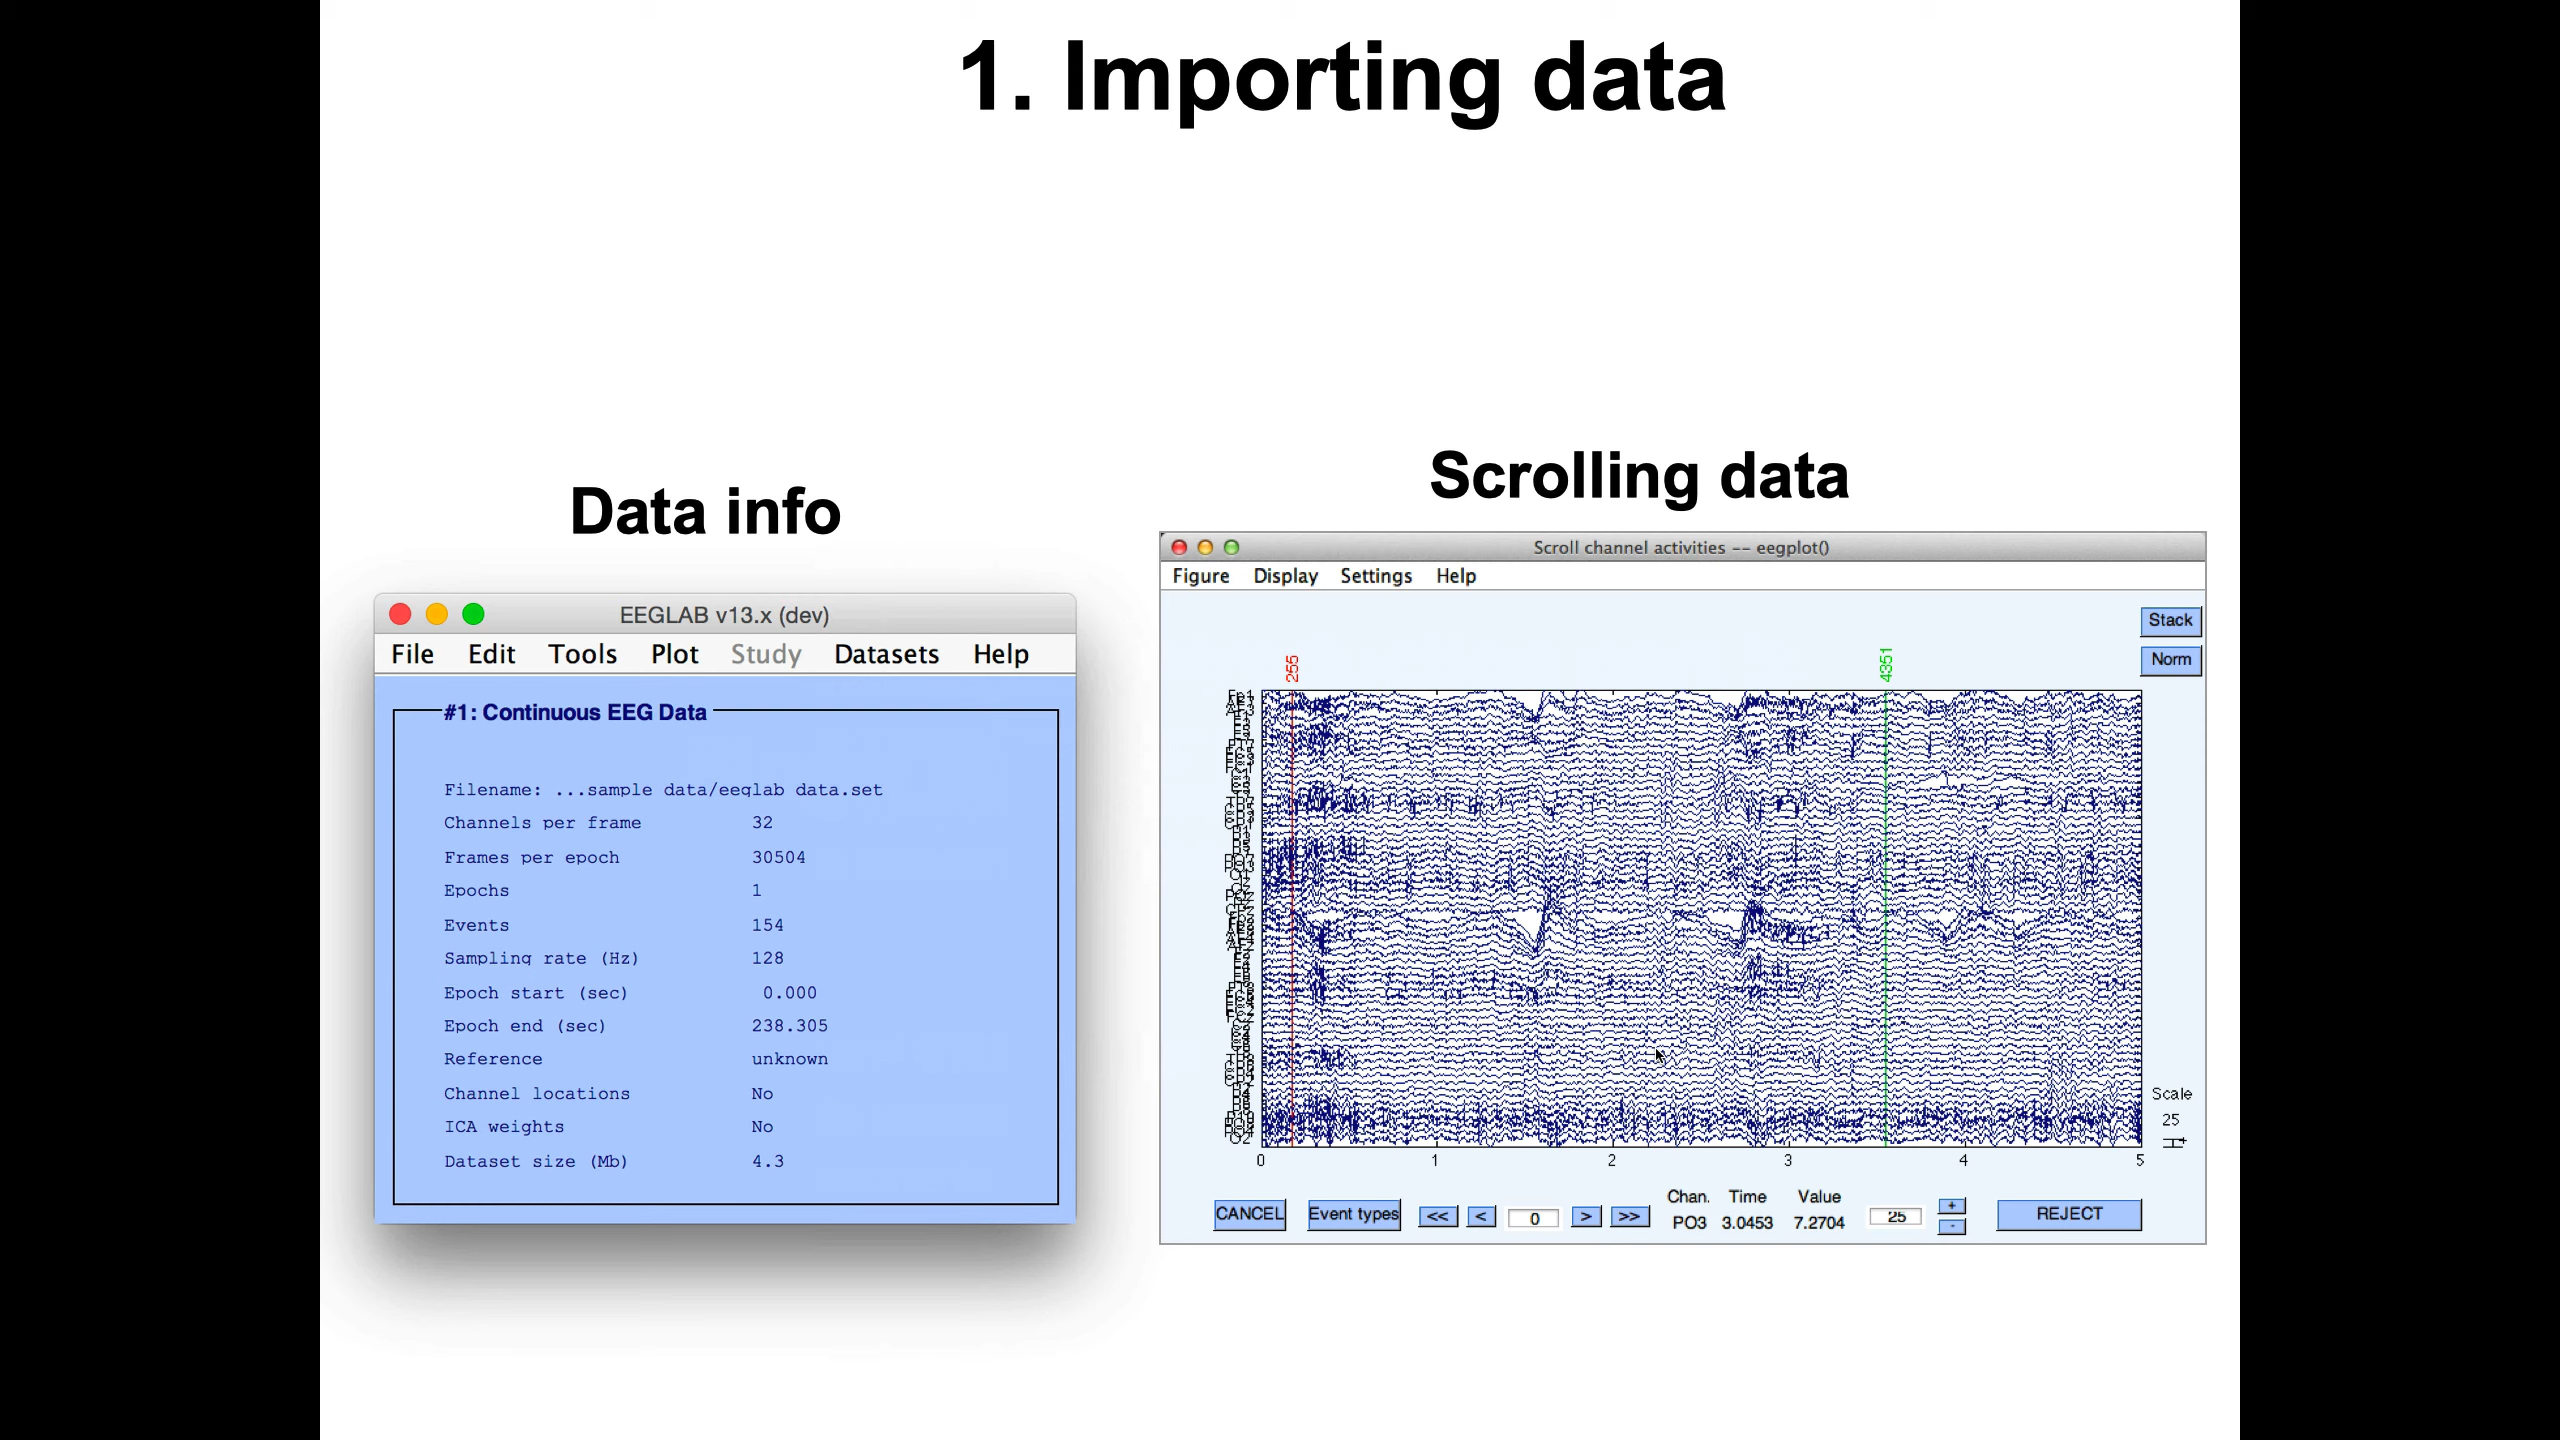 1. Importing data
Data info
EEGLAB v13.x (dev)
File Edit Tools Plot Study Datasets Help
#1: Continuous EEG Data
Filename: ...sample data/eeglab data.set
Channels per frame 32
Frames per epoch 30504
Epochs 1
Events 154
Sampling rate (Hz) 128
Epoch start (sec) 0.000
Epoch end (sec) 238.305
Reference unknown
Channel locations No
ICA weights No
Dataset size (Mb) 4.3
Scrolling data
Scroll channel activities -- eegplot()
Figure Display Settings Help
Stack
Norm
255 4351
Scale
25
0 1 2 3 4 5
CANCEL Event types << < 0 > >>
Chan. Time Value
PO3 3.0453 7.2704
25 + -
REJECT